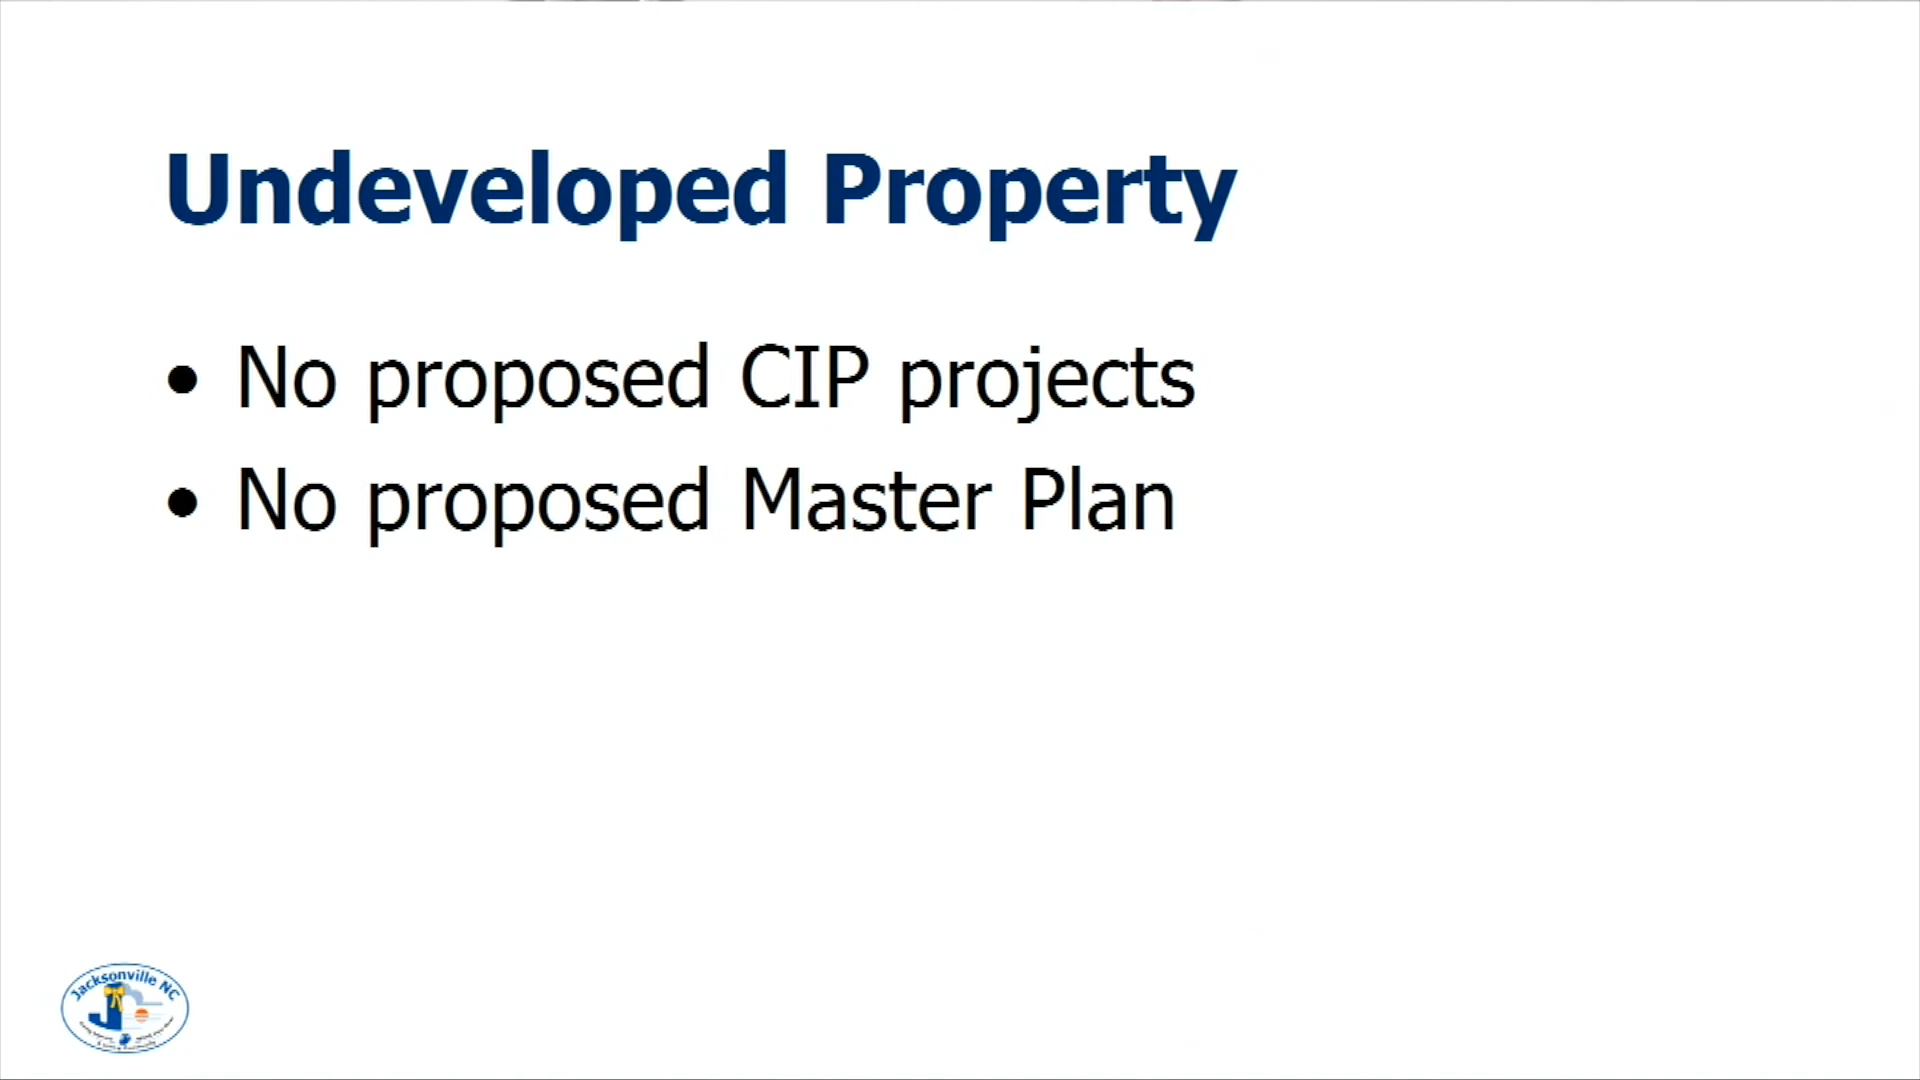 Undeveloped Property
• No proposed CIP projects
• No proposed Master Plan
Jacksonville NC